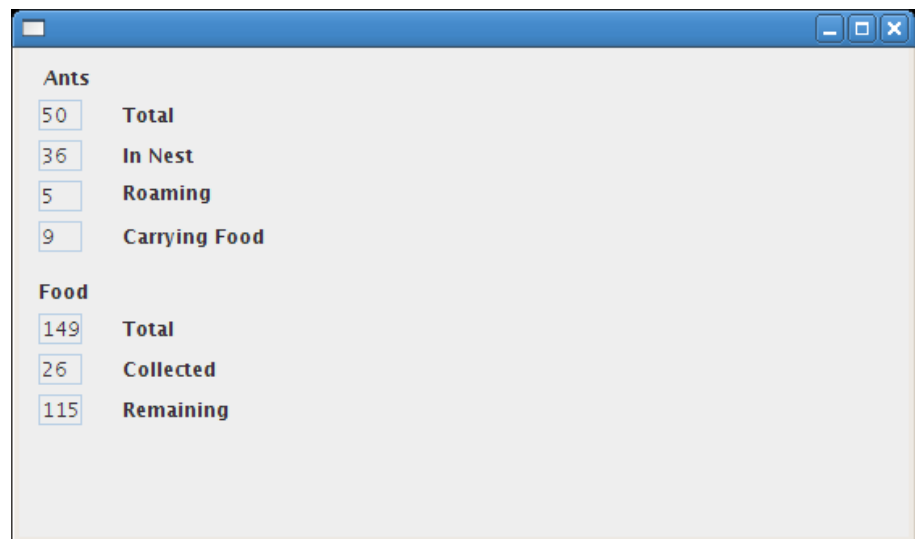 Ants
50 Total
36 In Nest
5 Roaming
9 Carrying Food
Food
149 Total
26 Collected
115 Remaining